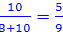 10/(8+10) = 5/9